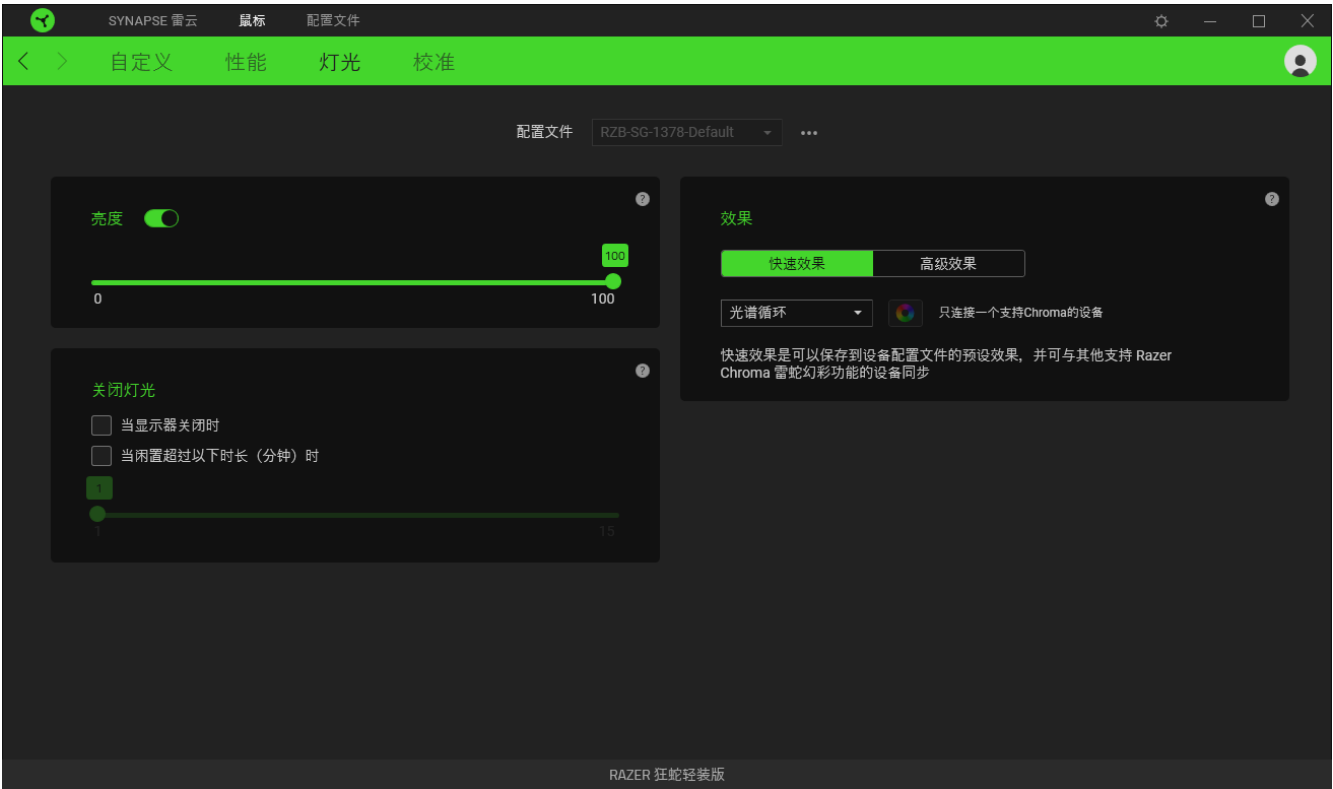 SYNAPSE 雷云 鼠标 配置文件
自定义 性能 灯光 校准
配置文件 RZB-SG-1378-Default
亮度
100
0 100
关闭灯光
当显示器关闭时
当闲置超过以下时长（分钟）时
1
1 15
效果
快速效果 高级效果
光谱循环 只连接一个支持Chroma的设备
快速效果是可以保存到设备配置文件的预设效果，并可与其他支持 Razer
Chroma 雷蛇幻彩功能的设备同步
RAZER 狂蛇轻装版